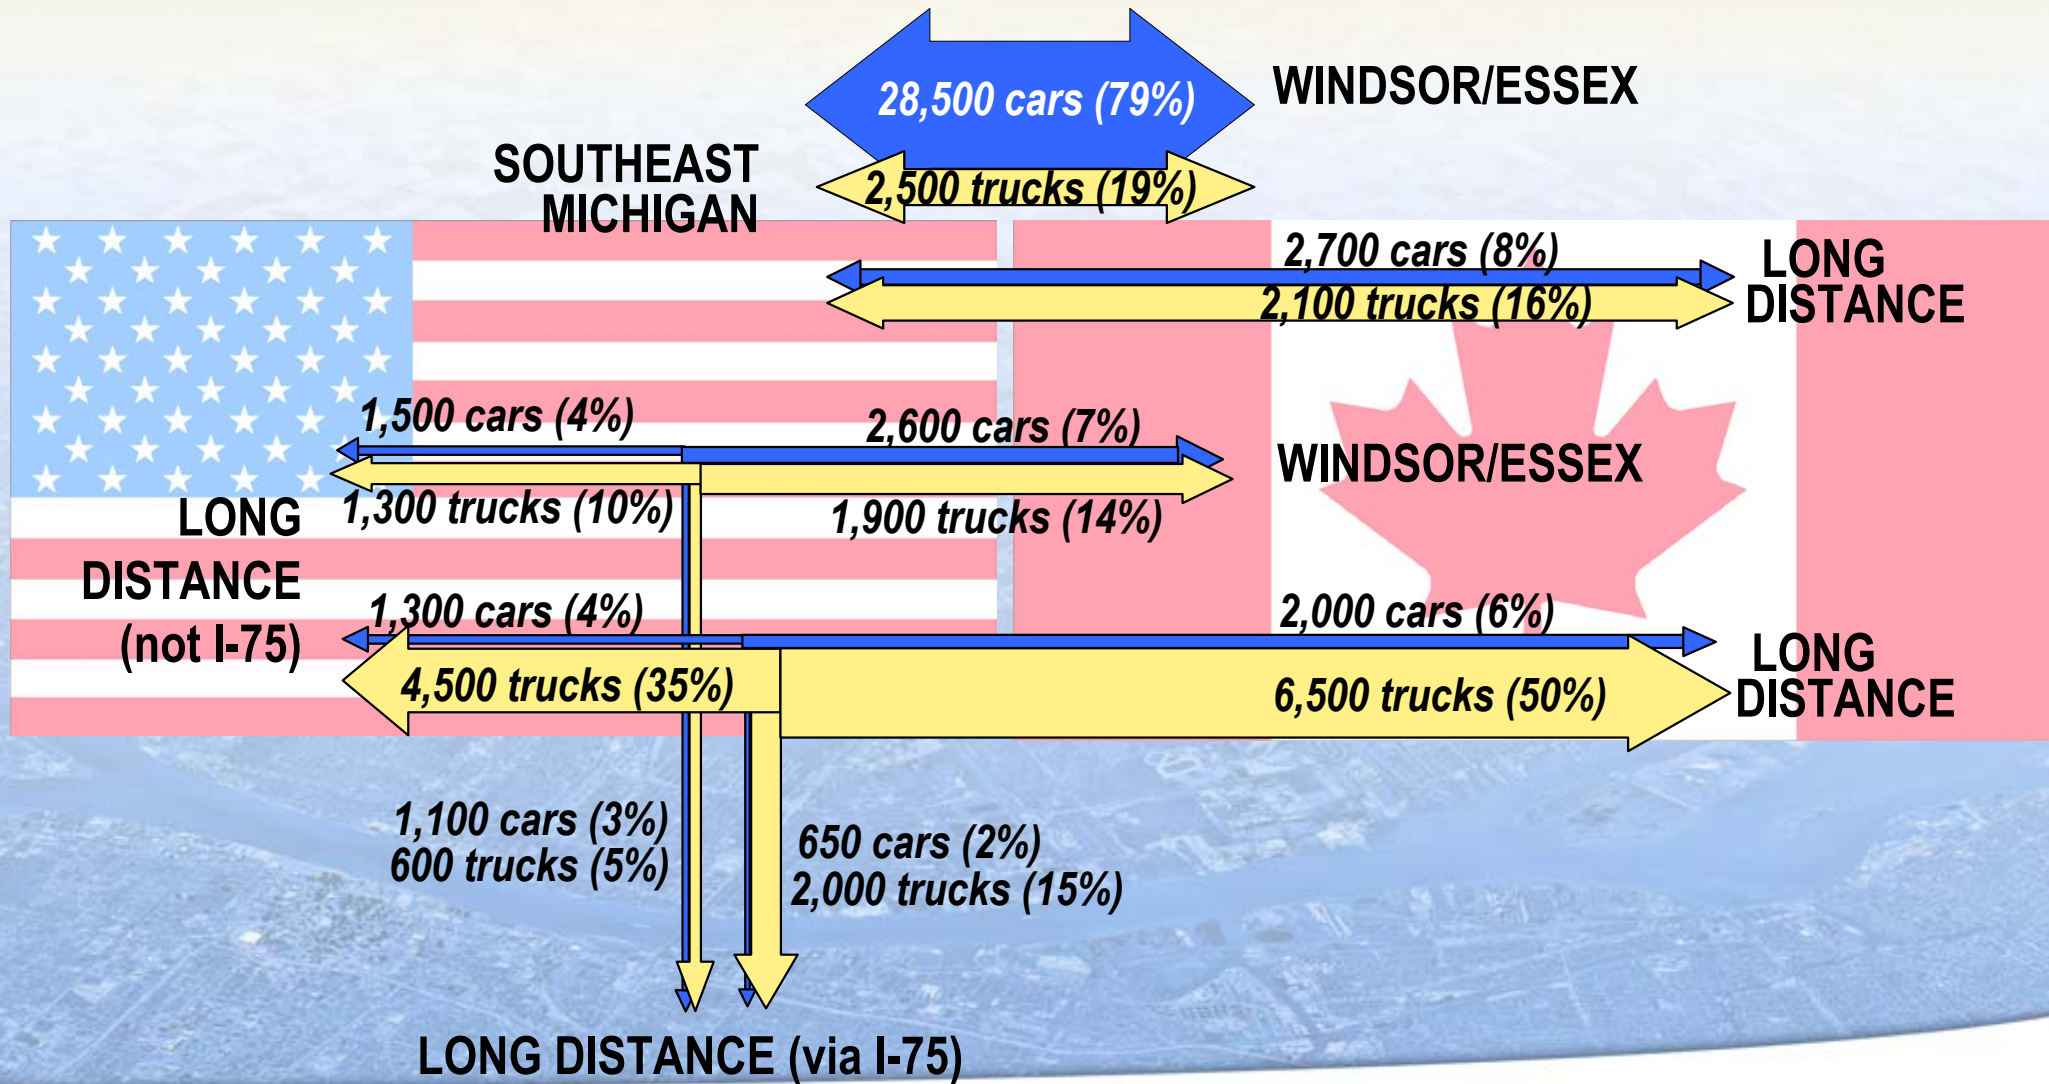 28,500 cars (79%)
WINDSOR/ESSEX
SOUTHEAST
MICHIGAN
2,500 trucks (19%)
2,700 cars (8%)
2,100 trucks (16%)
LONG
DISTANCE
1,500 cars (4%)
2,600 cars (7%)
WINDSOR/ESSEX
1,300 trucks (10%)
1,900 trucks (14%)
LONG
DISTANCE
(not I-75)
1,300 cars (4%)
2,000 cars (6%)
4,500 trucks (35%)
6,500 trucks (50%)
LONG
DISTANCE
1,100 cars (3%)
600 trucks (5%)
650 cars (2%)
2,000 trucks (15%)
LONG DISTANCE (via I-75)